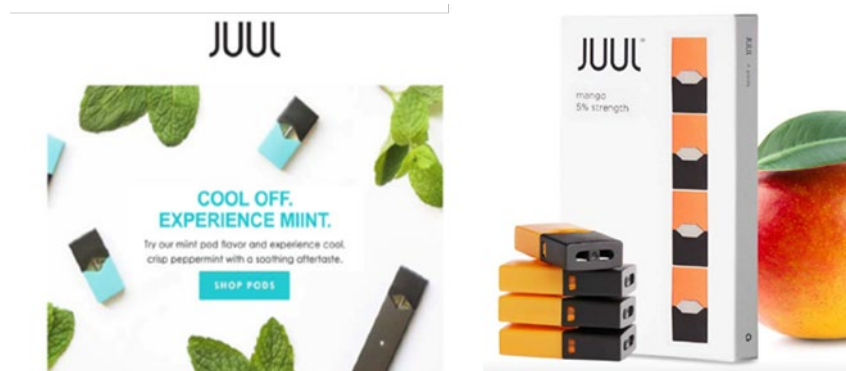 JUUL
COOL OFF.
EXPERIENCE MIINT.
Try our miint pod flavor and experience cool,
crisp peppermint with a soothing aftertaste.
SHOP PODS
JUUL
mango
5% strength
JUUL